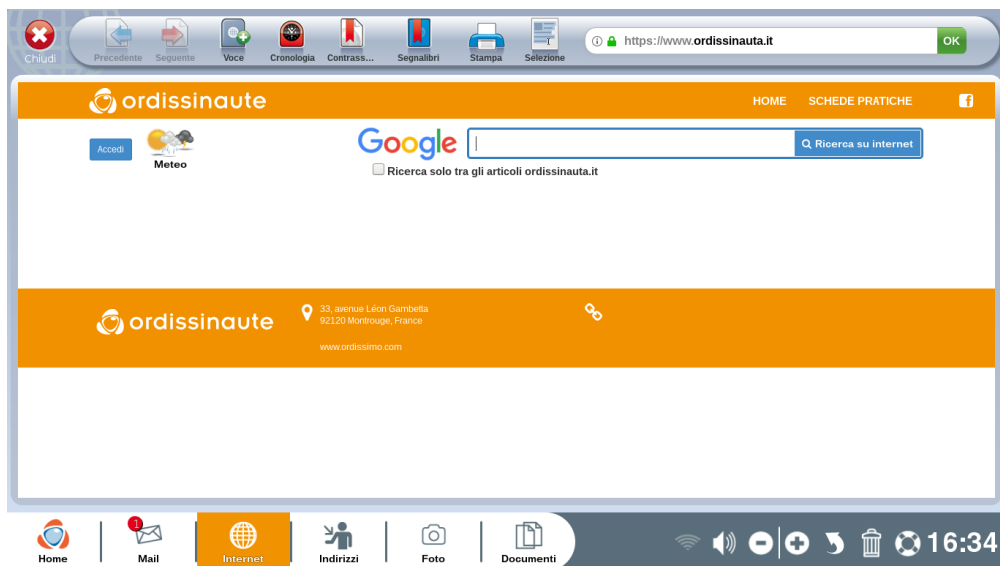 Chiudi
Precedente
Seguente
Voce
Cronologia
Contrass...
Segnalibri
Stampa
Selezione
https://www.ordissinauta.it
OK
ordissinaute
HOME
SCHEDE PRATICHE
Accedi
Meteo
Google
Ricerca su internet
Ricerca solo tra gli articoli ordissinauta.it
ordissinaute
33, avenue Léon Gambetta
92120 Montrouge, France
www.ordissimo.com
Home
1
Mail
Internet
Indirizzi
Foto
Documenti
16:34